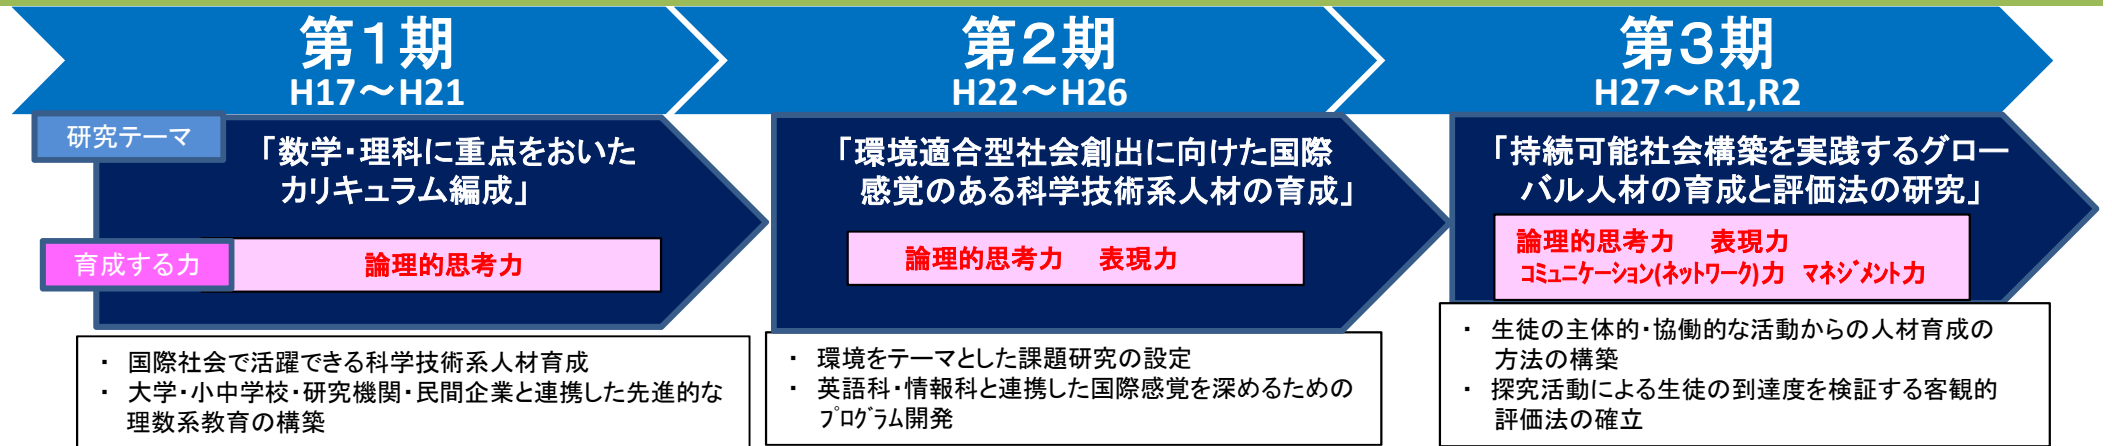 第1期
H17～H21
研究テーマ
「数学・理科に重点をおいた
カリキュラム編成」
育成する力
論理的思考力
・ 国際社会で活躍できる科学技術系人材育成
・ 大学・小中学校・研究機関・民間企業と連携した先進的な
理数系教育の構築
第2期
H22～H26
「環境適合型社会創出に向けた国際
感覚のある科学技術系人材の育成」
論理的思考力 表現力
・ 環境をテーマとした課題研究の設定
・ 英語科・情報科と連携した国際感覚を深めるための
ﾌﾟﾛｸﾞﾗﾑ開発
第3期
H27～R1,R2
「持続可能社会構築を実践するグロー
バル人材の育成と評価法の研究」
論理的思考力 表現力
ｺﾐｭﾆｹｰｼｮﾝ(ﾈｯﾄﾜｰｸ)力 ﾏﾈｼﾞﾒﾝﾄ力
・ 生徒の主体的・協働的な活動からの人材育成の
方法の構築
・ 探究活動による生徒の到達度を検証する客観的
評価法の確立